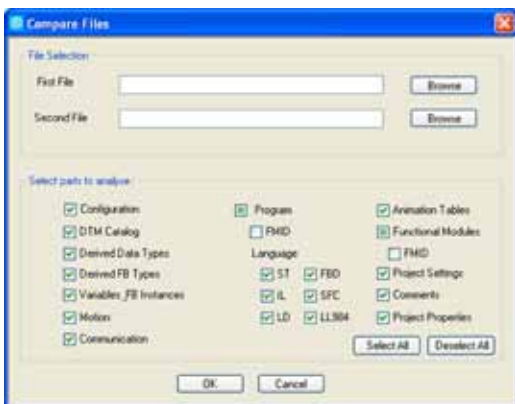 Compare Files
File Selection
First File
Browse
Second File
Browse
Select parts to analyse
Configuration
DTM Catalog
Derived Data Types
Derived FB Types
Variables_FB Instances
Motion
Communication
Program
FMID
Language
ST FBD
IL SFC
LD LL984
Animation Tables
Functional Modules
FMID
Project Settings
Comments
Project Properties
Select All Deselect All
OK Cancel